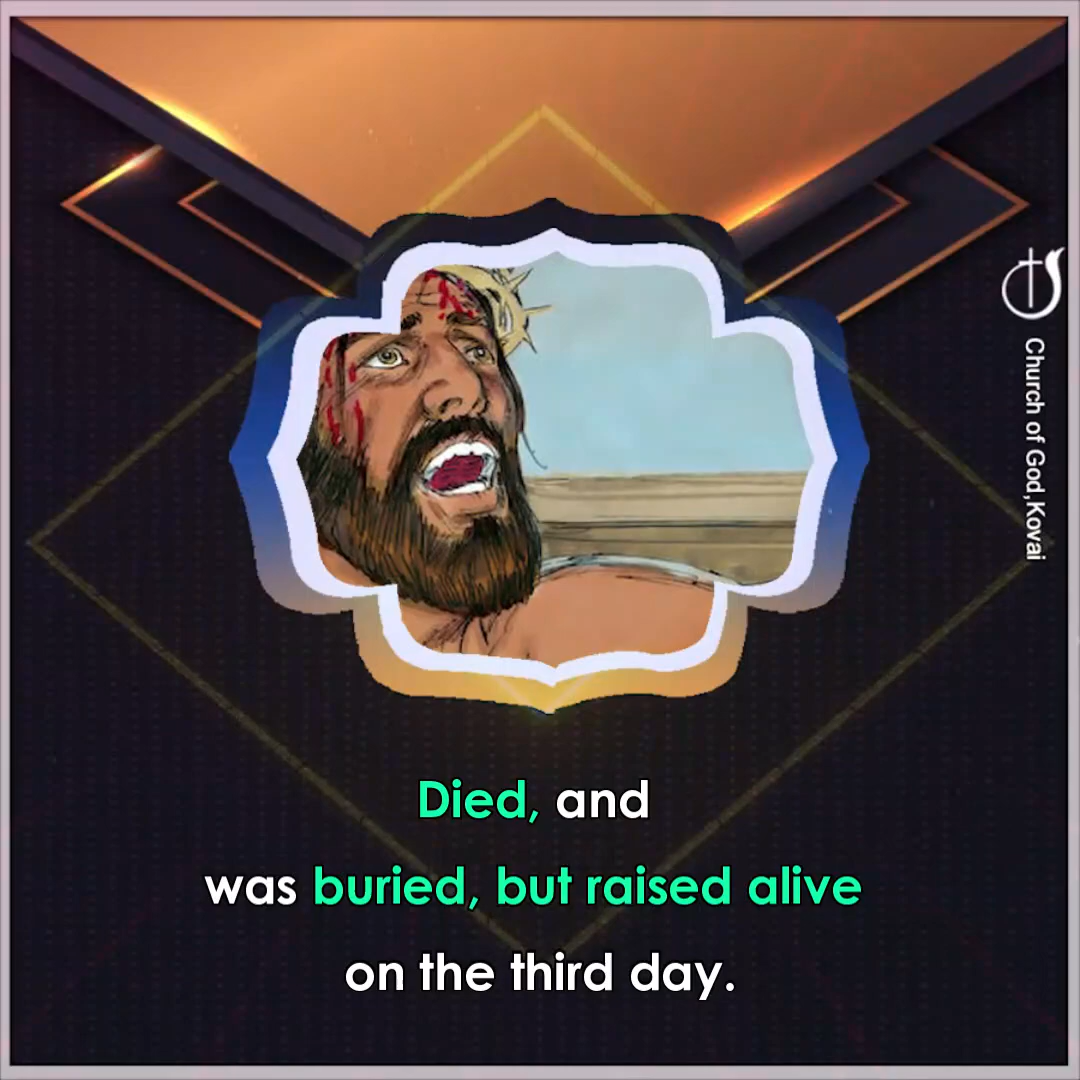 Died, and
was buried, but raised alive
on the third day.
Church of God,Kovai